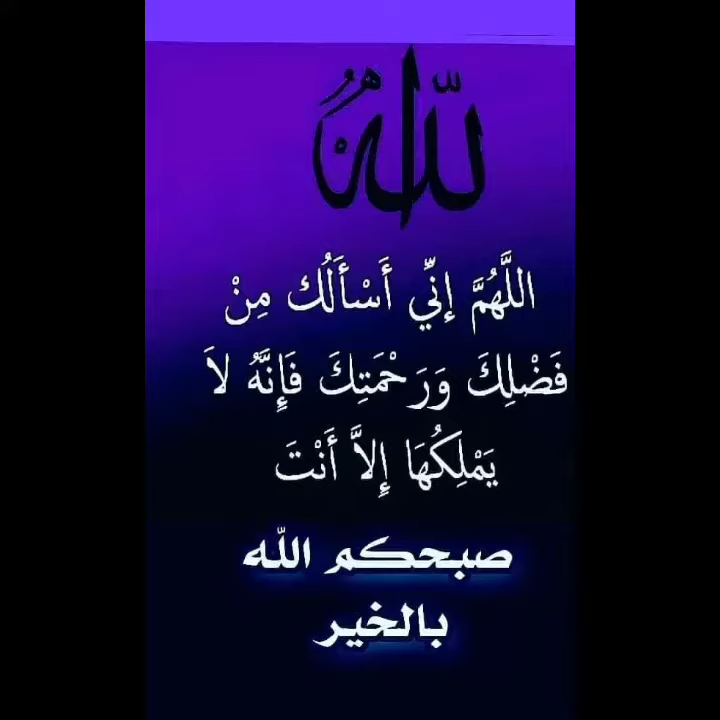 الله
اللَّهُمَّ إِنِّي أَسْأَلُك مِنْ
فَضْلِكَ وَرَحْمَتِكَ فَإِنَّهُ لاَ
يَمْلِكُهَا إِلاَّ أَنْتَ
صبحكم الله
بالخير